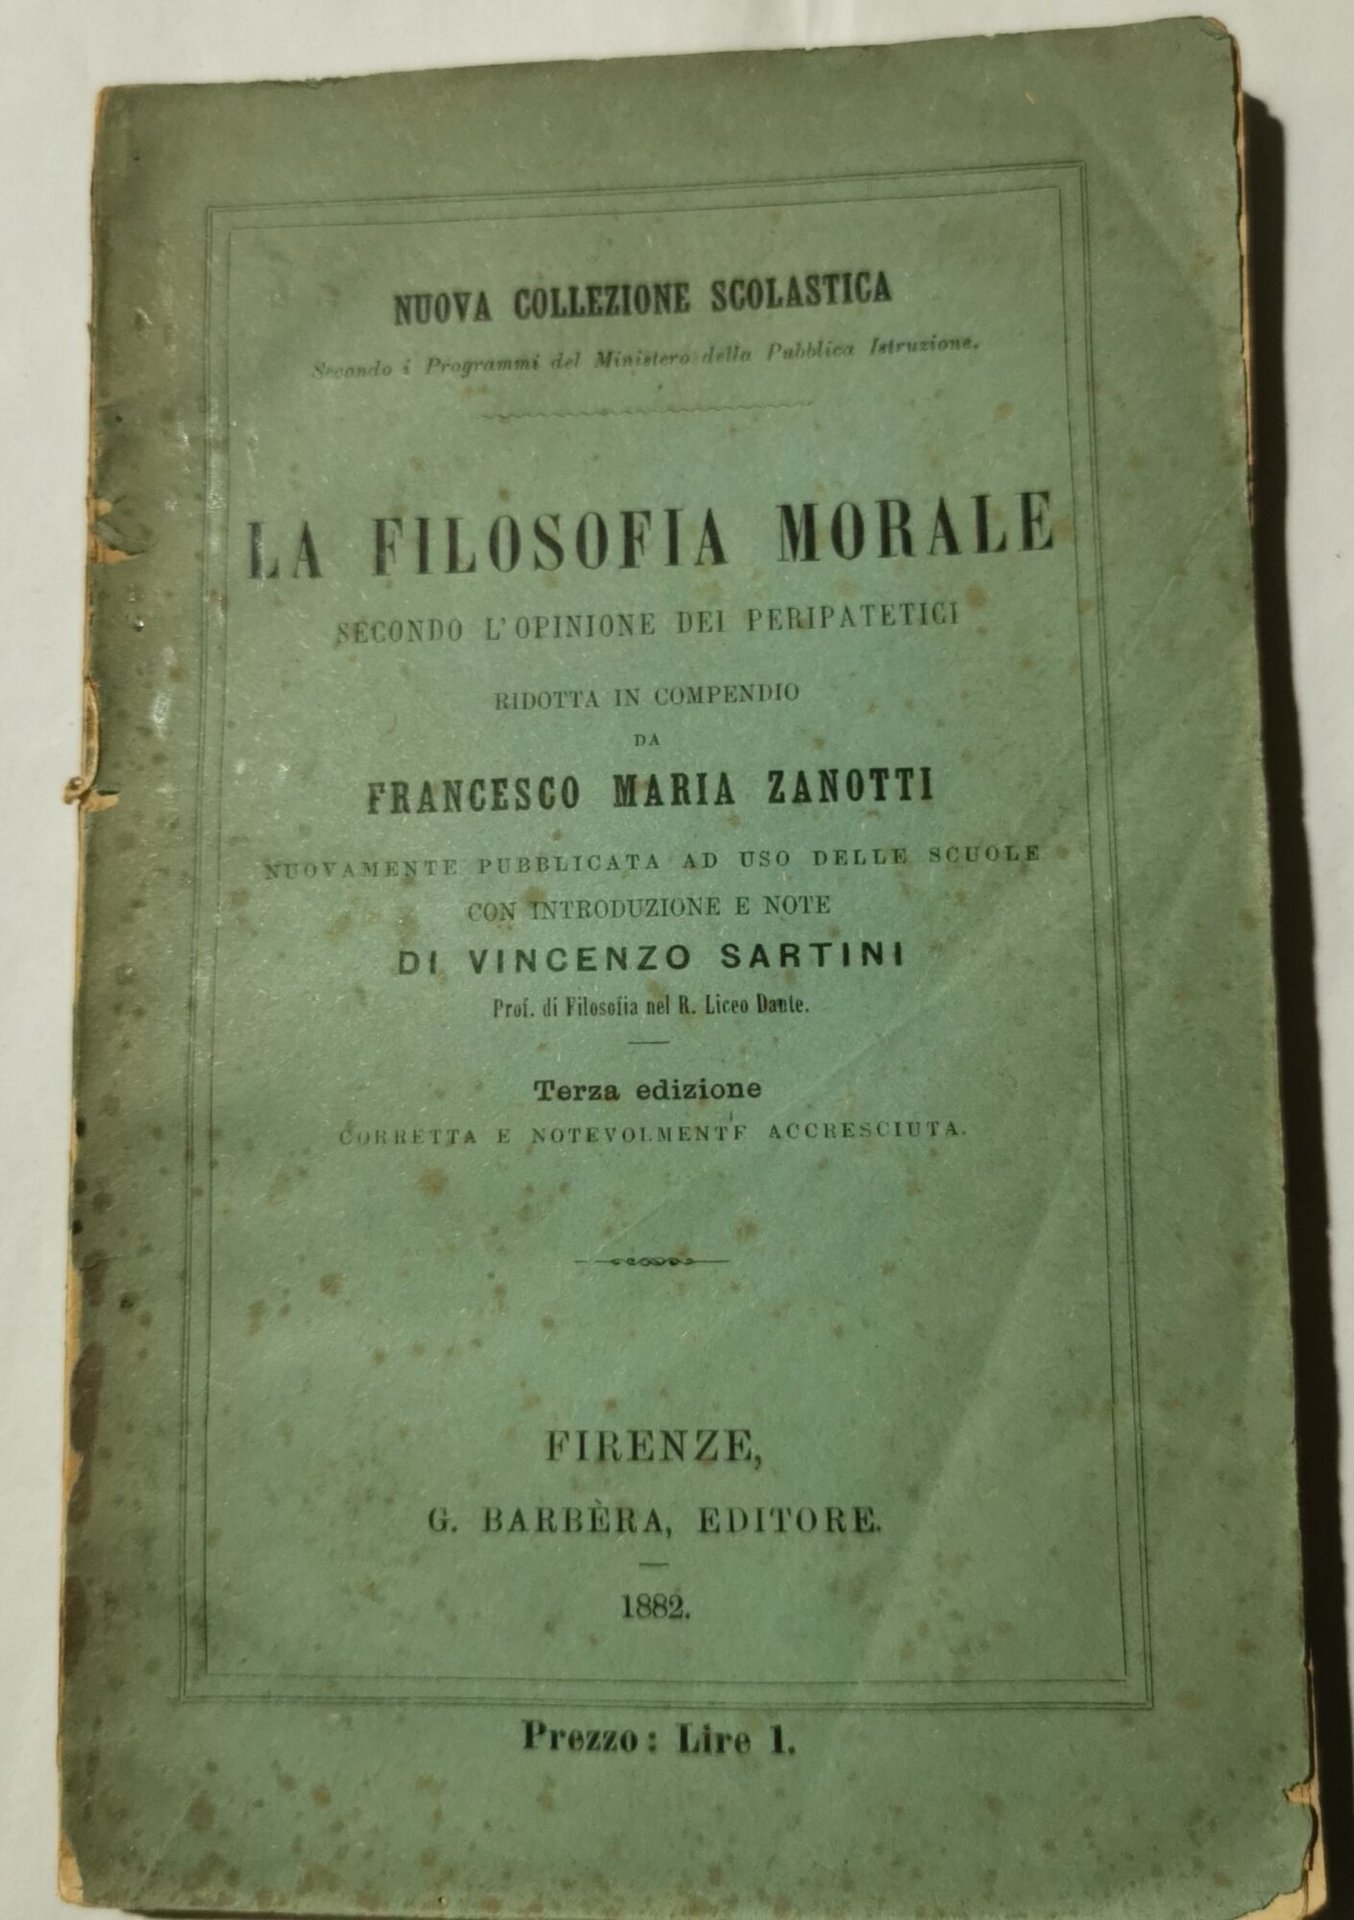 NUOVA COLLEZIONE SCOLASTICA
Secondo i Programmi del Ministero della Pubblica Istruzione.
LA FILOSOFIA MORALE
SECONDO L'OPINIONE DEI PERIPATETICI
RIDOTTA IN COMPENDIO
DA
FRANCESCO MARIA ZANOTTI
NUOVAMENTE PUBBLICATA AD USO DELLE SCUOLE
CON INTRODUZIONE E NOTE
DI VINCENZO SARTINI
Prof. di Filosofia nel R. Liceo Dante.
Terza edizione
CORRETTA E NOTEVOLMENTE ACCRESCIUTA.
FIRENZE,
G. BARBÈRA, EDITORE.
1882.
Prezzo: Lire 1.